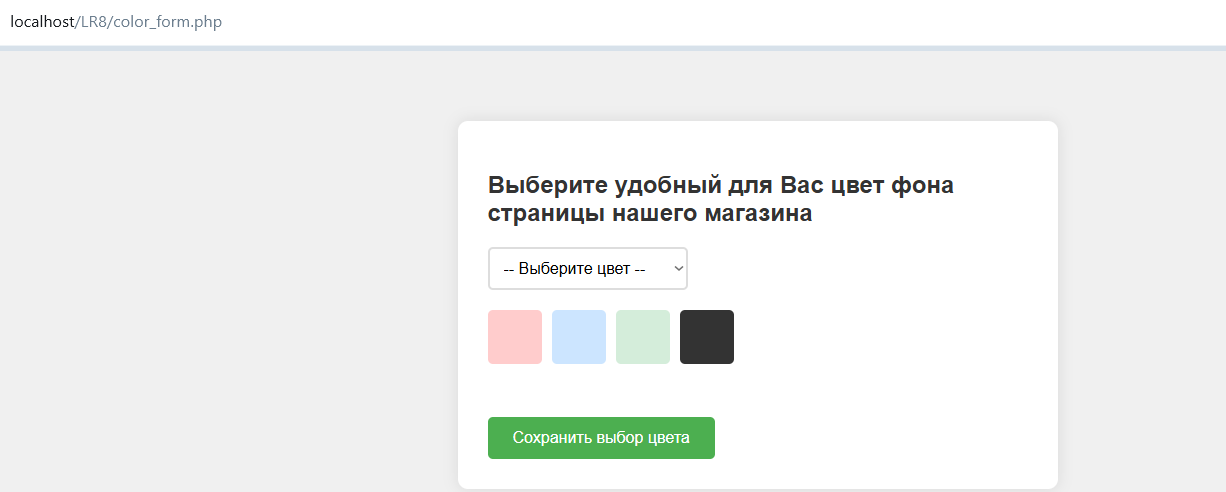 localhost/LR8/color_form.php
Выберите удобный для Вас цвет фона
страницы нашего магазина
-- Выберите цвет --
Сохранить выбор цвета